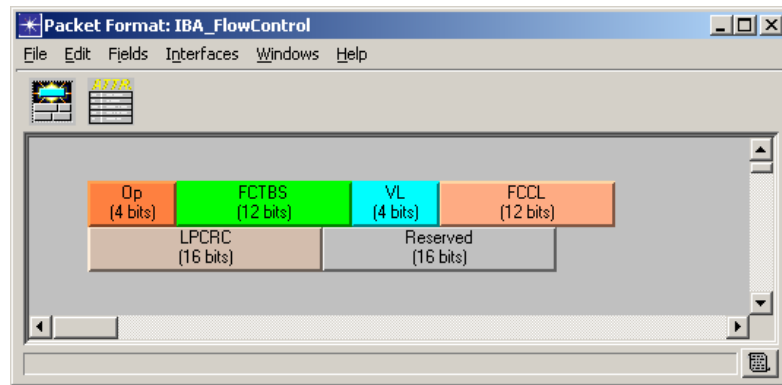 Packet Format: IBA_FlowControl
File Edit Fields Interfaces Windows Help
ATTR
Op FCTBS VL FCCL
(4 bits) (12 bits) (4 bits) (12 bits)
LPCRC Reserved
(16 bits) (16 bits)